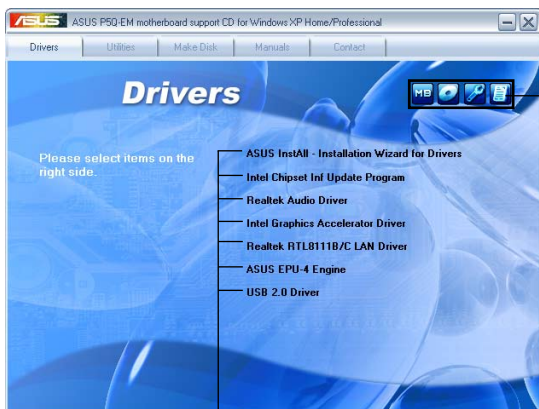 ASUS ASUS P5Q-EM motherboard support CD for Windows XP Home/Professional
Drivers Utilities Make Disk Manuals Contact
Drivers
MB
Please select items on the
right side.
ASUS InstAll - Installation Wizard for Drivers
Intel Chipset Inf Update Program
Realtek Audio Driver
Intel Graphics Accelerator Driver
Realtek RTL8111B/C LAN Driver
ASUS EPU-4 Engine
USB 2.0 Driver